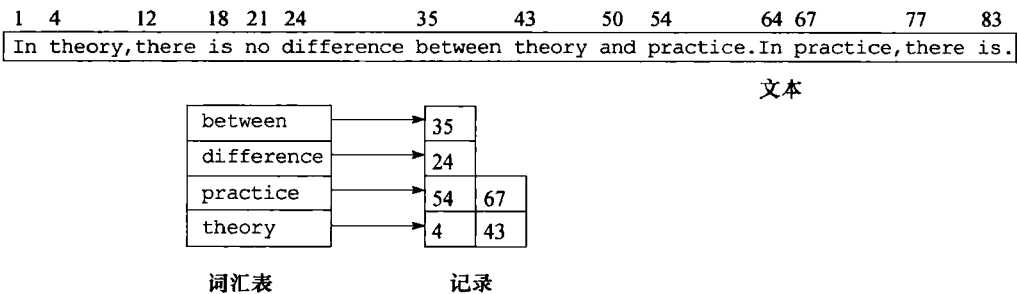 1 4 12 18 21 24 35 43 50 54 64 67 77 83
In theory,there is no difference between theory and practice.In practice,there is.
文本
between 35
difference 24
practice 54 67
theory 4 43
词汇表 记录